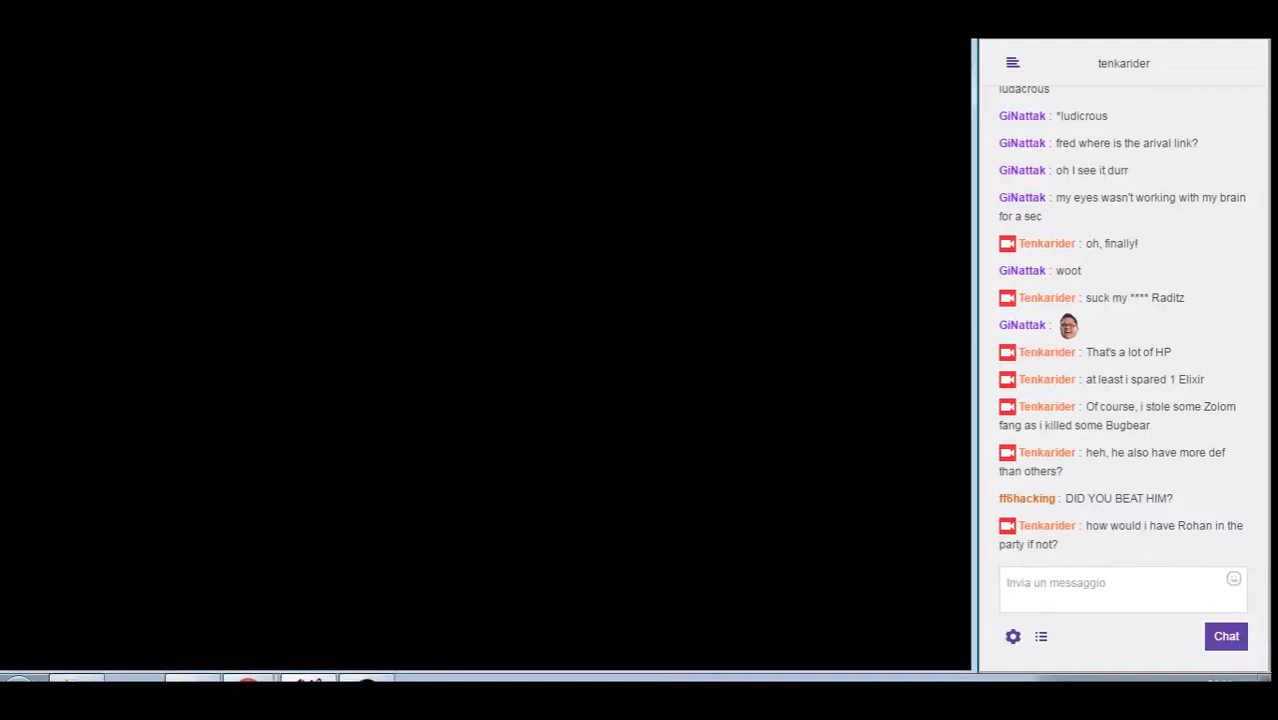 tenkarider
ludacrous
GiNattak : *ludicrous
GiNattak : fred where is the arival link?
GiNattak : oh I see it durr
GiNattak : my eyes wasn't working with my brain
for a sec
Tenkarider : oh, finally!
GiNattak : woot
Tenkarider : suck my **** Raditz
GiNattak :
Tenkarider : That's a lot of HP
Tenkarider : at least i spared 1 Elixir
Tenkarider : Of course, i stole some Zolom
fang as i killed some Bugbear
Tenkarider : heh, he also have more def
than others?
ff6hacking : DID YOU BEAT HIM?
Tenkarider : how would i have Rohan in the
party if not?
Invia un messaggio
Chat